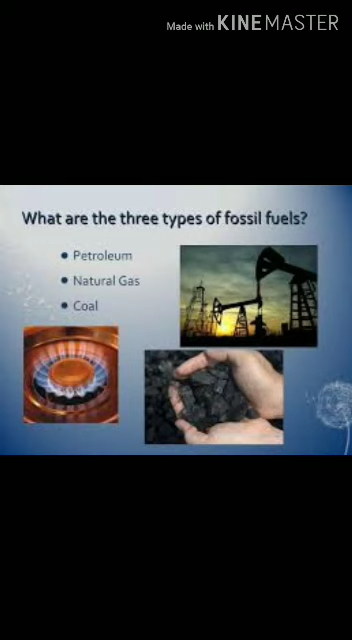 Made with KINEMASTER
What are the three types of fossil fuels?
• Petroleum
• Natural Gas
• Coal